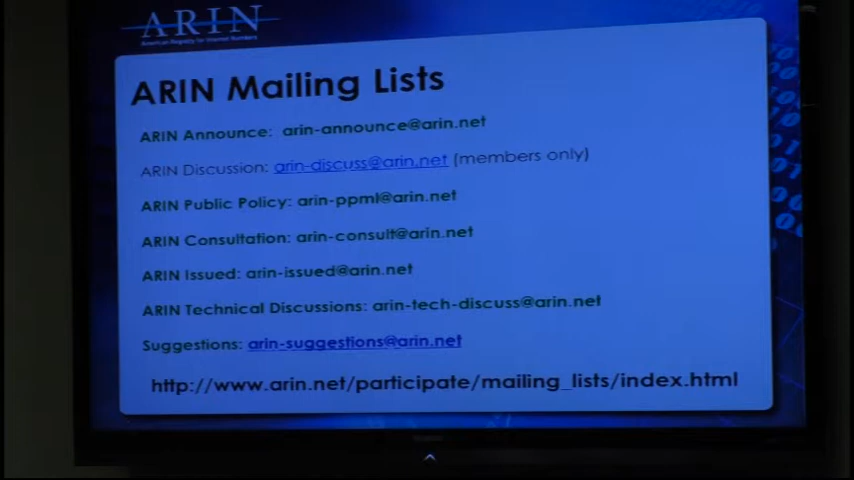 ARIN
American Registry for Internet Numbers
ARIN Mailing Lists
ARIN Announce: arin-announce@arin.net
ARIN Discussion: arin-discuss@arin.net (members only)
ARIN Public Policy: arin-ppml@arin.net
ARIN Consultation: arin-consult@arin.net
ARIN Issued: arin-issued@arin.net
ARIN Technical Discussions: arin-tech-discuss@arin.net
Suggestions: arin-suggestions@arin.net
http://www.arin.net/participate/mailing_lists/index.html